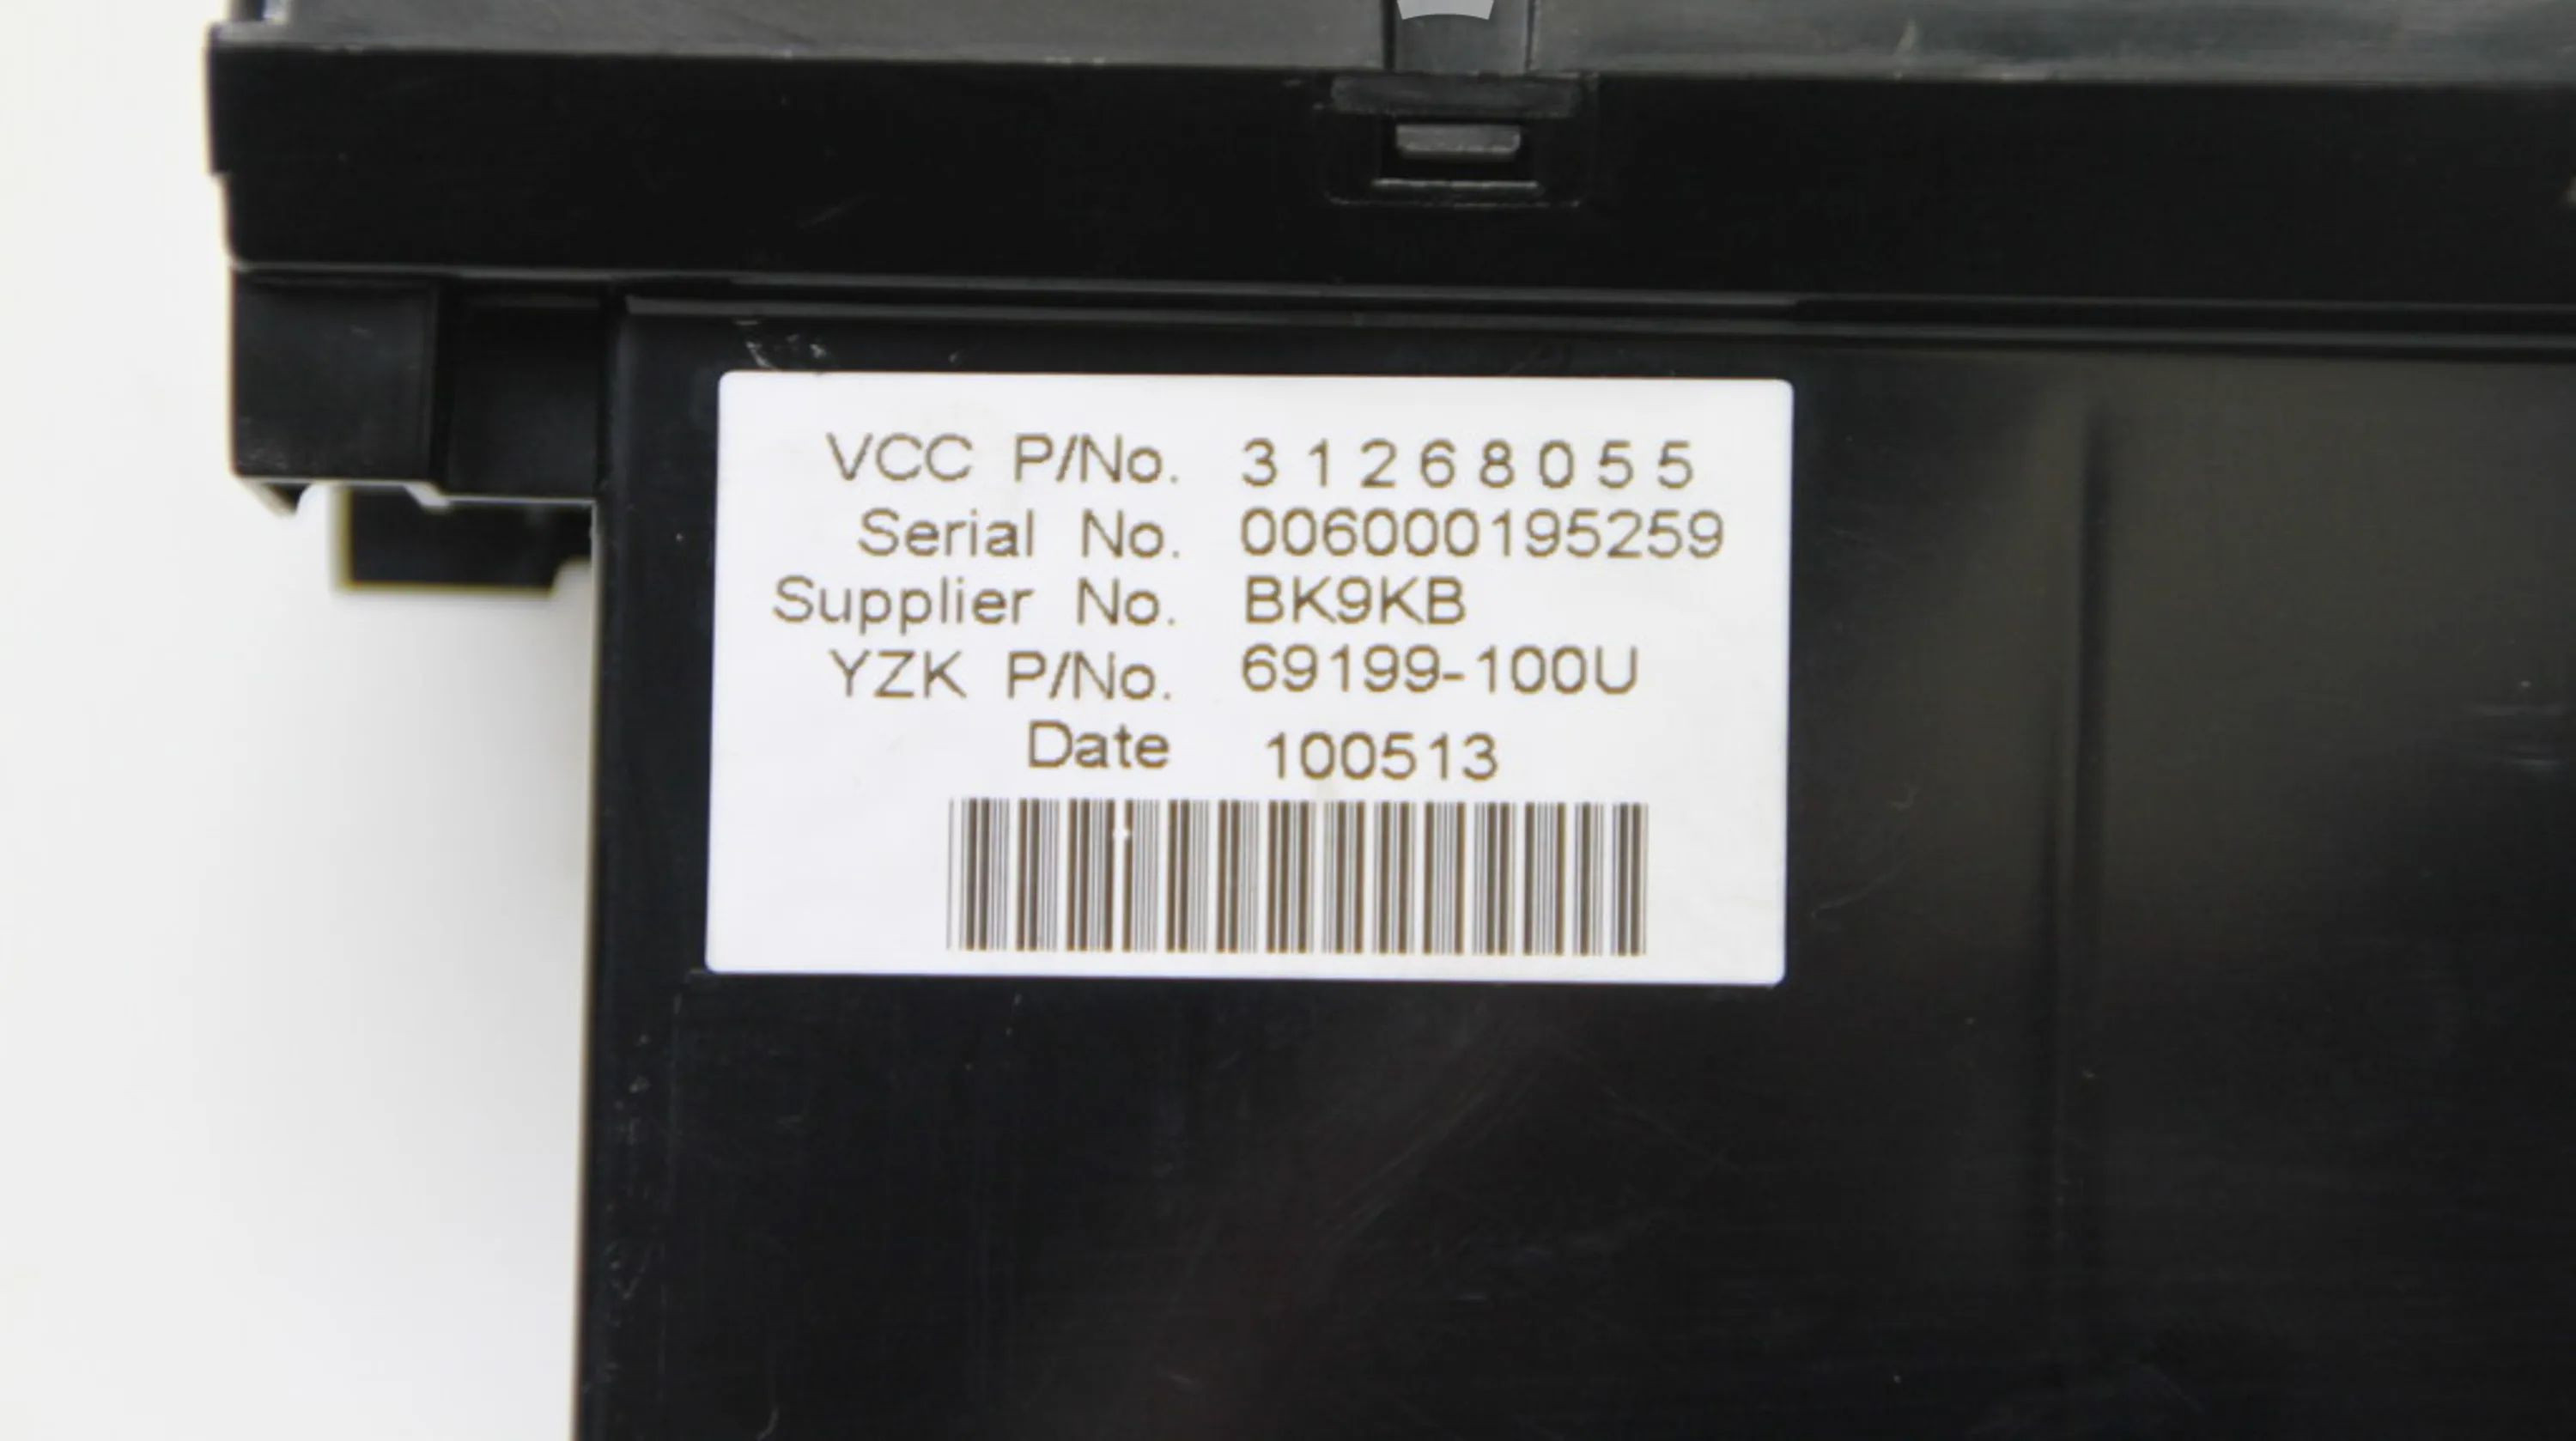 VCC P/No. 31268055
Serial No. 006000195259
Supplier No. BK9KB
YZK P/No. 69199-100U
Date 100513